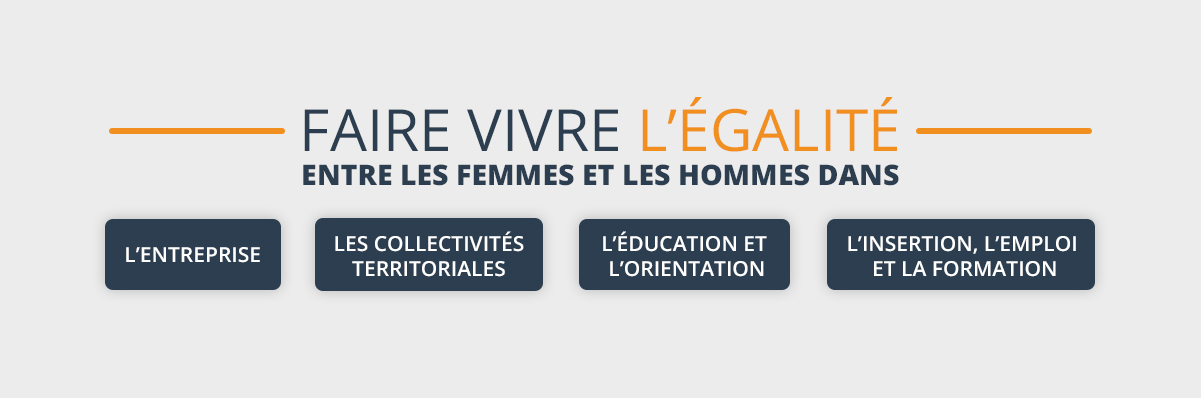 FAIRE VIVRE L’ÉGALITÉ
ENTRE LES FEMMES ET LES HOMMES DANS
L’ENTREPRISE
LES COLLECTIVITÉS
TERRITORIALES
L’ÉDUCATION ET
L’ORIENTATION
L’INSERTION, L’EMPLOI
ET LA FORMATION